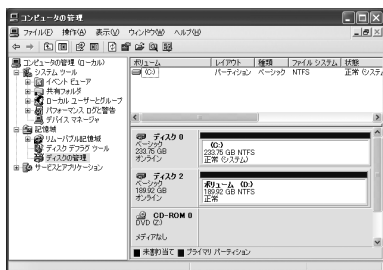 コンピュータの管理
ファイル(F) 操作(A) 表示(V) ウィンドウ(W) ヘルプ(H)
コンピュータの管理 (ローカル)
システム ツール
イベント ビューア
共有フォルダ
ローカル ユーザーとグループ
パフォーマンス ログと警告
デバイス マネージャ
記憶域
リムーバブル記憶域
ディスク デフラグ ツール
ディスクの管理
サービスとアプリケーション
ボリューム レイアウト 種類 ファイル システム 状態
(C:) パーティション ベーシック NTFS 正常 (システ
ディスク 0
ベーシック
233.75 GB
オンライン
(C:)
233.75 GB NTFS
正常 (システム)
ディスク 2
ベーシック
189.92 GB
オンライン
ボリューム (D:)
189.92 GB NTFS
正常
CD-ROM 0
DVD (Z:)
メディアなし
未割り当て プライマリ パーティション